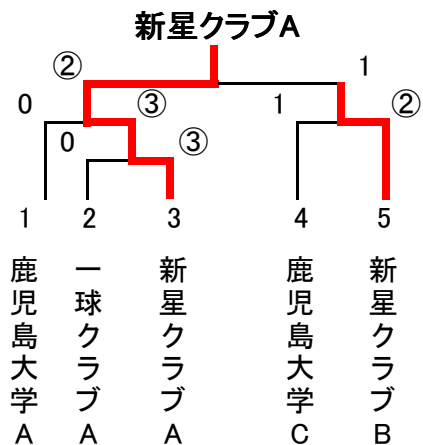 新星クラブA
② 1
0 ③ 1 ②
0 ③
1 2 3 4 5
鹿児島大学A
一球クラブA
新星クラブA
鹿児島大学C
新星クラブB